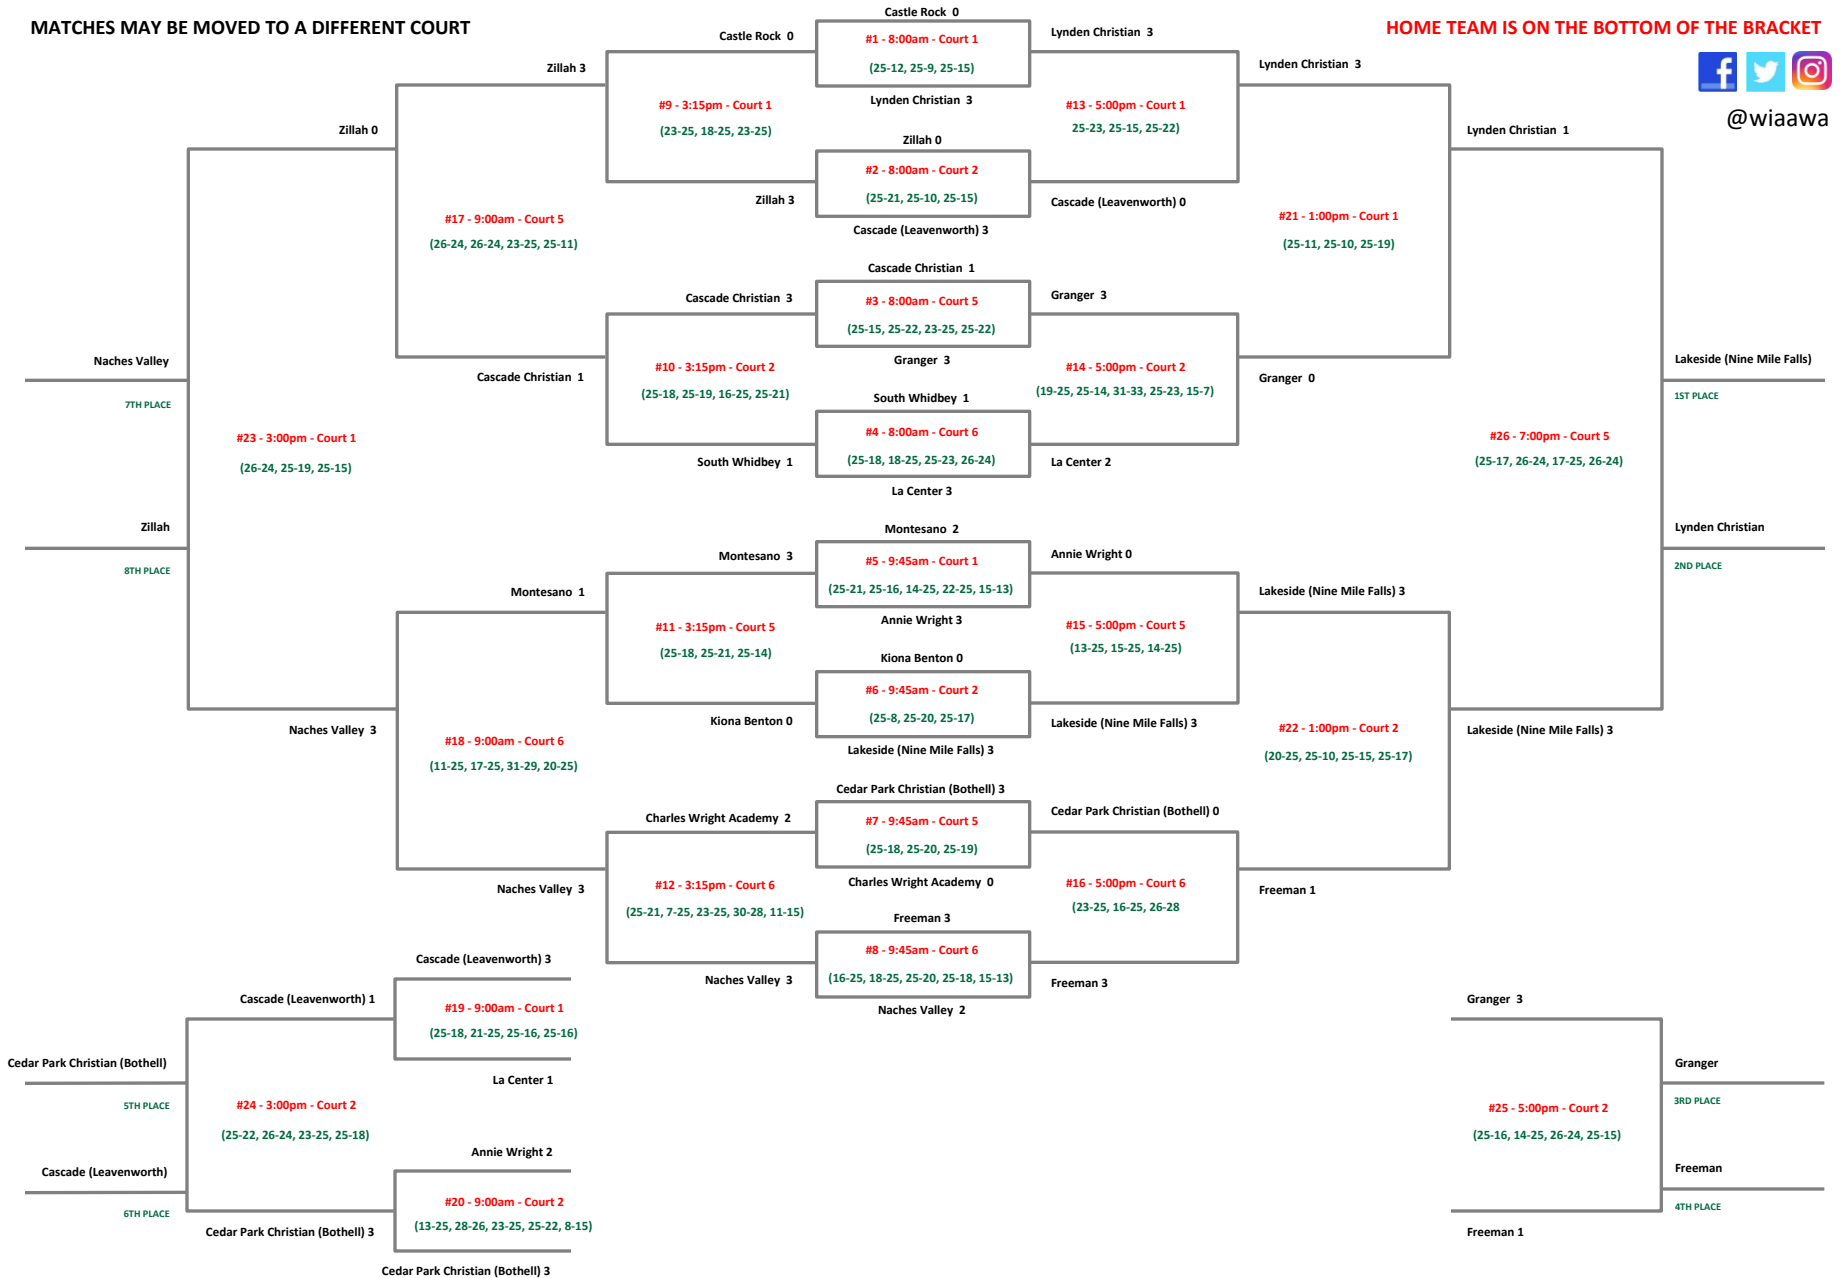 MATCHES MAY BE MOVED TO A DIFFERENT COURT
HOME TEAM IS ON THE BOTTOM OF THE BRACKET
@wiaawa
Castle Rock 0
#1 - 8:00am - Court 1
(25-12, 25-9, 25-15)
Lynden Christian 3
Zillah 0
#2 - 8:00am - Court 2
(25-21, 25-10, 25-15)
Cascade (Leavenworth) 3
Cascade Christian 1
#3 - 8:00am - Court 5
(25-15, 25-22, 23-25, 25-22)
Granger 3
South Whidbey 1
#4 - 8:00am - Court 6
(25-18, 18-25, 25-23, 26-24)
La Center 3
Montesano 2
#5 - 9:45am - Court 1
(25-21, 25-16, 14-25, 22-25, 15-13)
Annie Wright 3
Kiona Benton 0
#6 - 9:45am - Court 2
(25-8, 25-20, 25-17)
Lakeside (Nine Mile Falls) 3
Cedar Park Christian (Bothell) 3
#7 - 9:45am - Court 5
(25-18, 25-20, 25-19)
Charles Wright Academy 0
Freeman 3
#8 - 9:45am - Court 6
(16-25, 18-25, 25-20, 25-18, 15-13)
Naches Valley 2
Castle Rock 0
#9 - 3:15pm - Court 1
(23-25, 18-25, 23-25)
Zillah 3
Cascade Christian 3
#10 - 3:15pm - Court 2
(25-18, 25-19, 16-25, 25-21)
South Whidbey 1
Montesano 3
#11 - 3:15pm - Court 5
(25-18, 25-21, 25-14)
Kiona Benton 0
Charles Wright Academy 2
#12 - 3:15pm - Court 6
(25-21, 7-25, 23-25, 30-28, 11-15)
Naches Valley 3
Lynden Christian 3
#13 - 5:00pm - Court 1
25-23, 25-15, 25-22)
Cascade (Leavenworth) 0
Granger 3
#14 - 5:00pm - Court 2
(19-25, 25-14, 31-33, 25-23, 15-7)
La Center 2
Annie Wright 0
#15 - 5:00pm - Court 5
(13-25, 15-25, 14-25)
Lakeside (Nine Mile Falls) 3
Cedar Park Christian (Bothell) 0
#16 - 5:00pm - Court 6
(23-25, 16-25, 26-28
Freeman 3
Zillah 3
#17 - 9:00am - Court 5
(26-24, 26-24, 23-25, 25-11)
Cascade Christian 1
Montesano 1
#18 - 9:00am - Court 6
(11-25, 17-25, 31-29, 20-25)
Naches Valley 3
Cascade (Leavenworth) 3
#19 - 9:00am - Court 1
(25-18, 21-25, 25-16, 25-16)
La Center 1
Annie Wright 2
#20 - 9:00am - Court 2
(13-25, 28-26, 23-25, 25-22, 8-15)
Cedar Park Christian (Bothell) 3
Lynden Christian 3
#21 - 1:00pm - Court 1
(25-11, 25-10, 25-19)
Granger 0
Lakeside (Nine Mile Falls) 3
#22 - 1:00pm - Court 2
(20-25, 25-10, 25-15, 25-17)
Freeman 1
Zillah 0
#23 - 3:00pm - Court 1
(26-24, 25-19, 25-15)
Naches Valley 3
Naches Valley
7TH PLACE
Zillah
8TH PLACE
Cascade (Leavenworth) 1
#24 - 3:00pm - Court 2
(25-22, 26-24, 23-25, 25-18)
Cedar Park Christian (Bothell) 3
Cedar Park Christian (Bothell)
5TH PLACE
Cascade (Leavenworth)
6TH PLACE
Granger 3
#25 - 5:00pm - Court 2
(25-16, 14-25, 26-24, 25-15)
Freeman 1
Granger
3RD PLACE
Freeman
4TH PLACE
Lynden Christian 1
#26 - 7:00pm - Court 5
(25-17, 26-24, 17-25, 26-24)
Lakeside (Nine Mile Falls) 3
Lakeside (Nine Mile Falls)
1ST PLACE
Lynden Christian
2ND PLACE